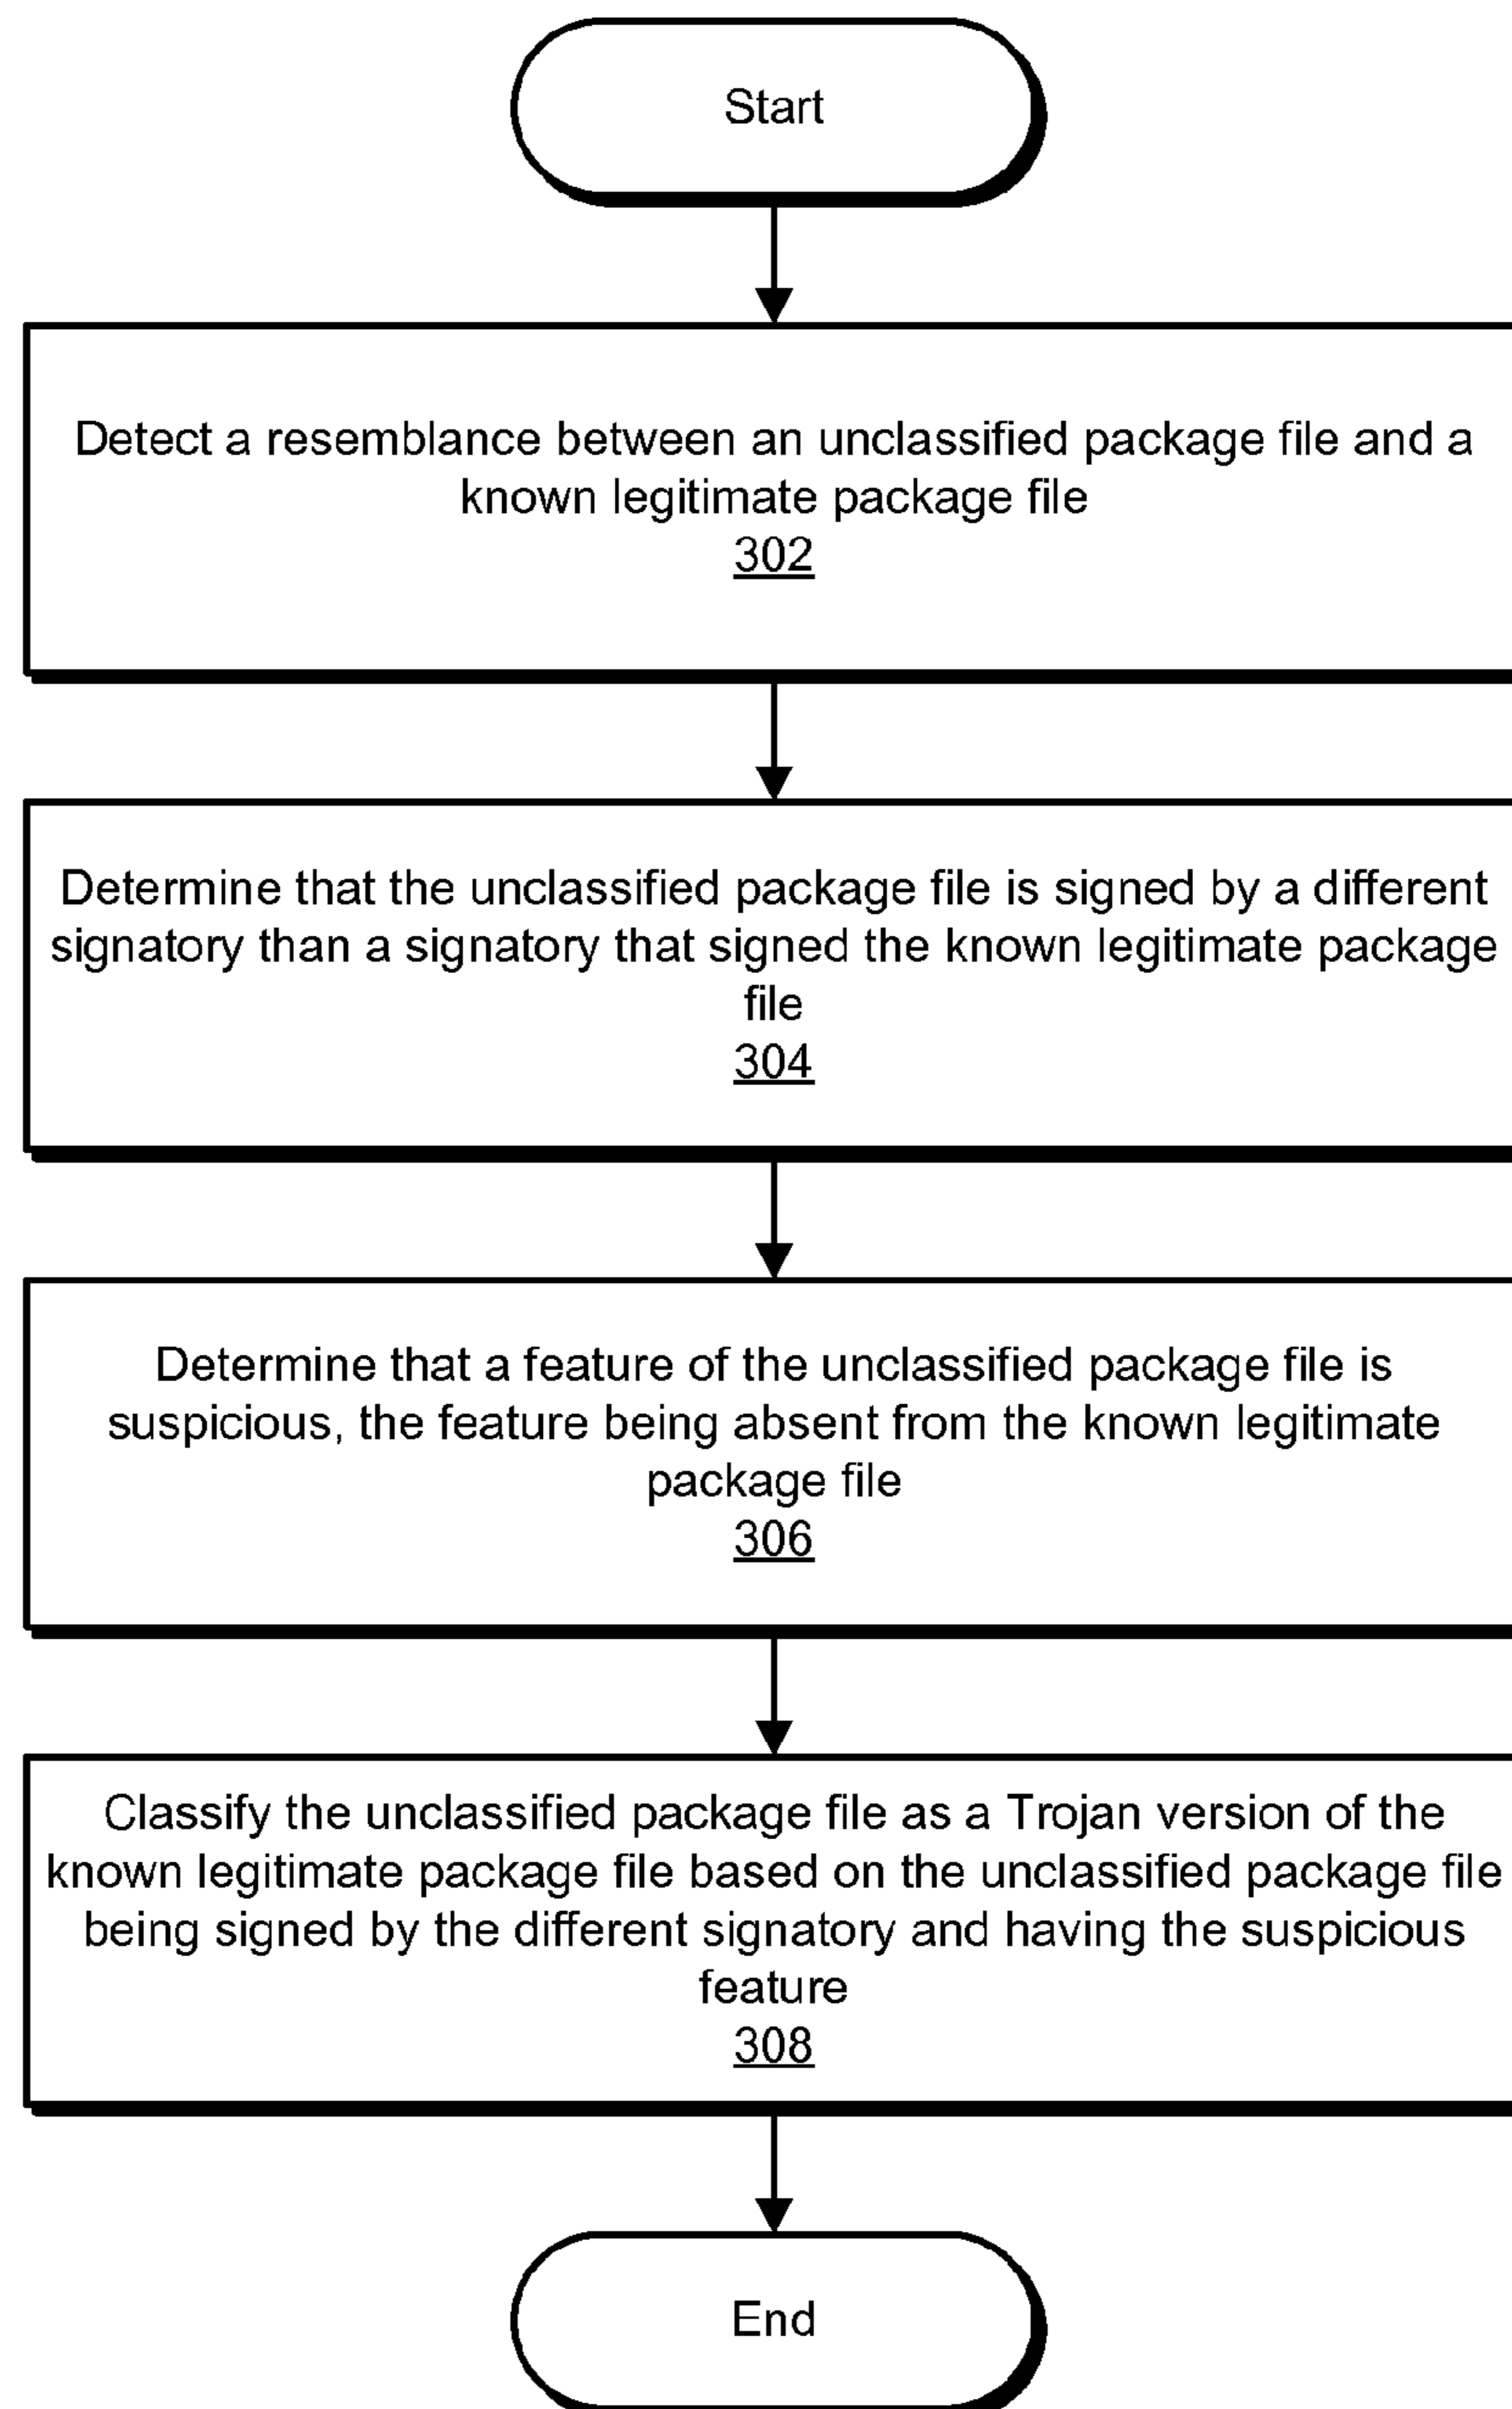 Start
Detect a resemblance between an unclassified package file and a
known legitimate package file
302
Determine that the unclassified package file is signed by a different
signatory than a signatory that signed the known legitimate package
file
304
Determine that a feature of the unclassified package file is
suspicious, the feature being absent from the known legitimate
package file
306
Classify the unclassified package file as a Trojan version of the
known legitimate package file based on the unclassified package file
being signed by the different signatory and having the suspicious
feature
308
End